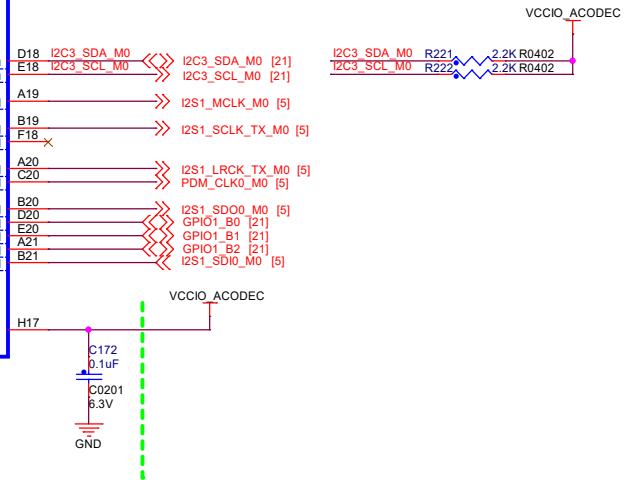 VCCIO_ACODEC
D18 I2C3_SDA_M0 I2C3_SDA_M0 [21]
E18 I2C3_SCL_M0 I2C3_SCL_M0 [21]
I2C3_SDA_M0 R221 2.2K R0402
I2C3_SCL_M0 R222 2.2K R0402
A19 I2S1_MCLK_M0 [5]
B19 I2S1_SCLK_TX_M0 [5]
F18
A20 I2S1_LRCK_TX_M0 [5]
C20 PDM_CLK0_M0 [5]
B20 I2S1_SDO0_M0 [5]
D20 GPIO1_B0 [21]
E20 GPIO1_B1 [21]
A21 GPIO1_B2 [21]
B21 I2S1_SDI0_M0 [5]
VCCIO_ACODEC
H17
C172
0.1uF
C0201
6.3V
GND